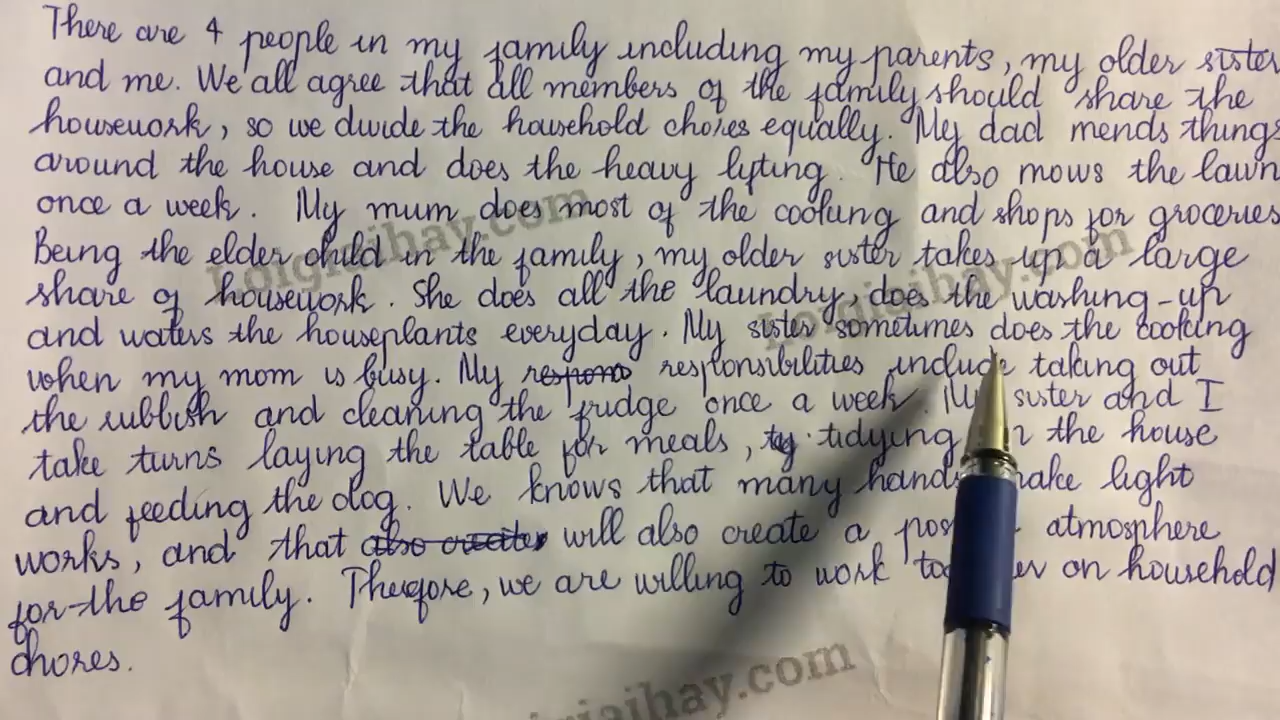 There are 4 people in my family including my parents, my older sister
and me. We all agree that all members of the family should share the
housework, so we divide the household chores equally. My dad mends things
around the house and does the heavy lifting. He also mows the lawn
once a week. My mum does most of the cooking and shops for groceries
Being the elder child in the family, my older sister takes up a large
share of housework. She does all the laundry, does the washing-up
and waters the houseplants everyday. My sister sometimes does the cooking
when my mom is busy. My respons responsibilities include taking out
the rubbish and cleaning the fridge once a week. My sister and I
take turns laying the table for meals, ty tidying the house
and feeding the dog. We knows that many hands make light
works, and that also creates will also create a atmosphere
for the family. Therefore, we are willing to work on household
chores.
loigiaihay.com
loigiaihay.com
loigiaihay.com